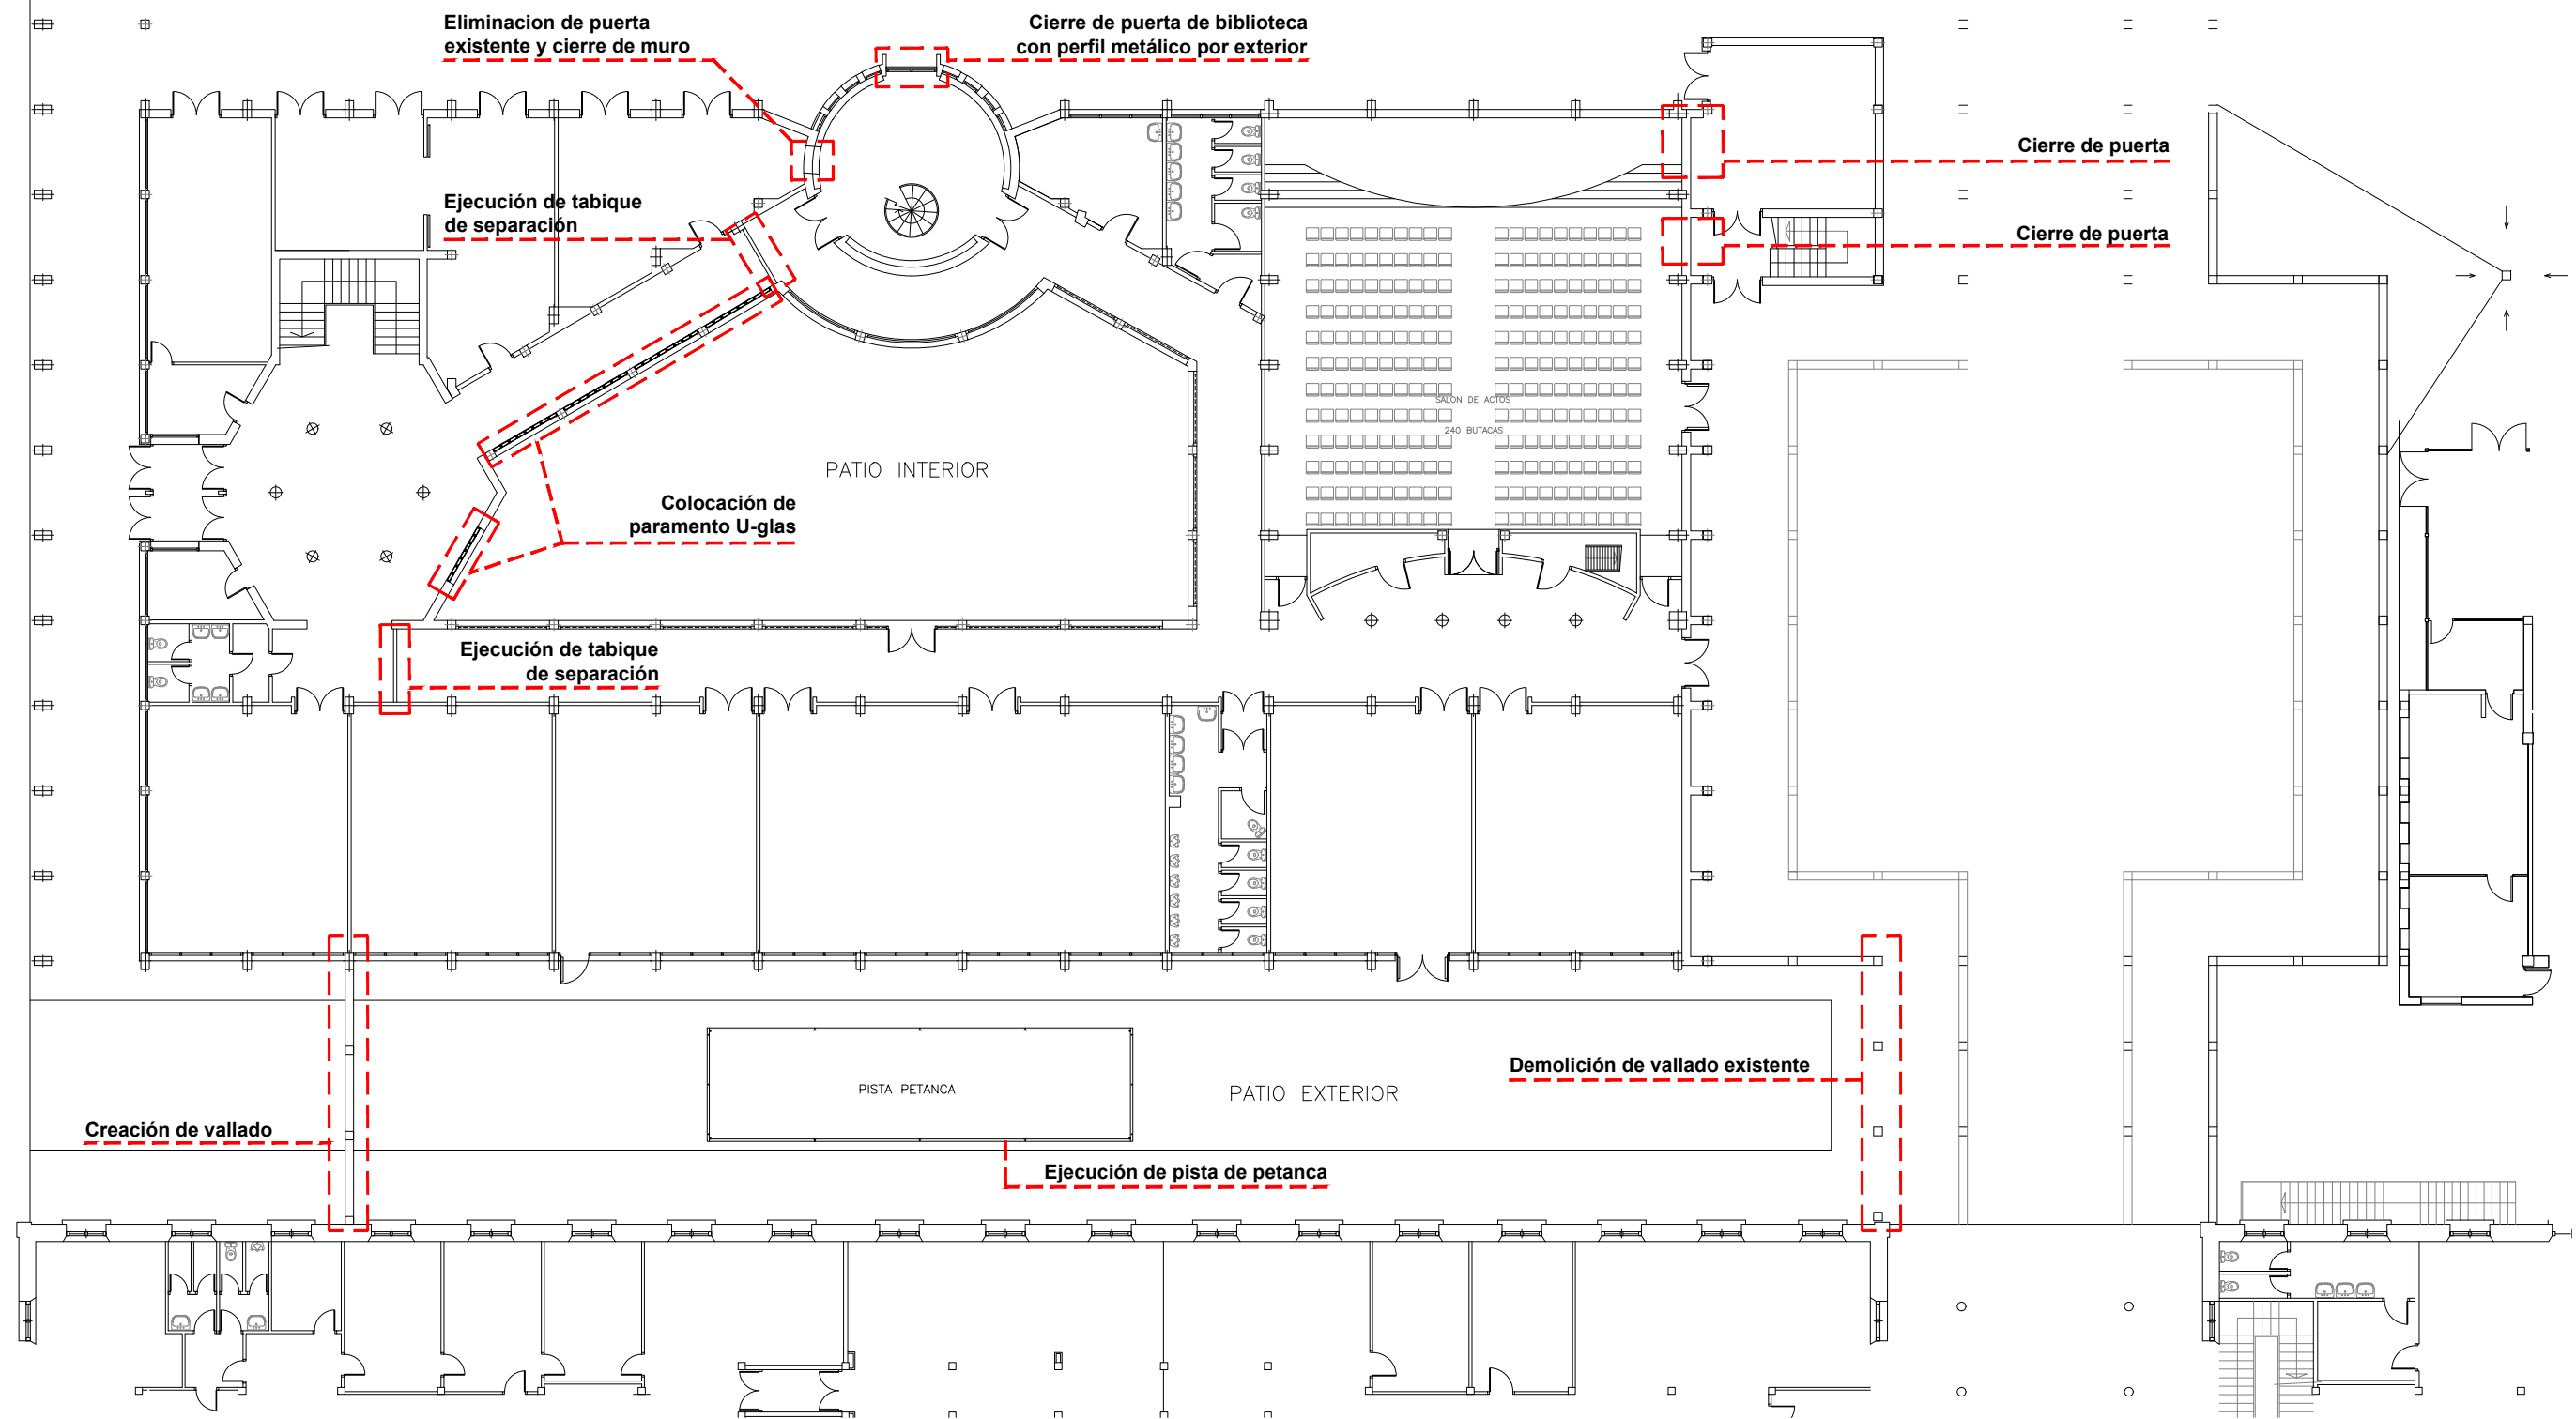 Eliminacion de puerta
existente y cierre de muro
Cierre de puerta de biblioteca
con perfil metálico por exterior
Cierre de puerta
Ejecución de tabique
de separación
Cierre de puerta
SALON DE ACTOS
240 BUTACAS
PATIO INTERIOR
Colocación de
paramento U-glas
Ejecución de tabique
de separación
Demolición de vallado existente
PISTA PETANCA
PATIO EXTERIOR
Creación de vallado
Ejecución de pista de petanca